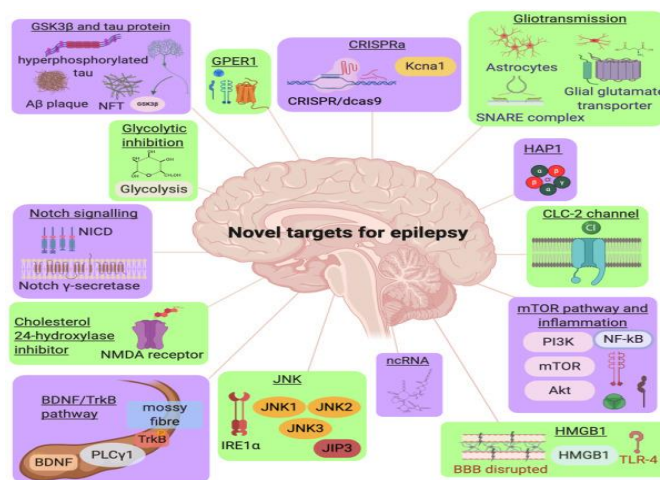 GSK3β and tau protein
hyperphosphorylated
tau
Aβ plaque
NFT
GSK3β
GPER1
CRISPRa
Kcna1
CRISPR/dcas9
Gliotransmission
Astrocytes
Glial glutamate
transporter
SNARE complex
Glycolytic
inhibition
Glycolysis
HAP1
α
β
β
α
γ
Notch signalling
NICD
Notch γ-secretase
Novel targets for epilepsy
CLC-2 channel
Cl
Cholesterol
24-hydroxylase
inhibitor
NMDA receptor
mTOR pathway and
inflammation
PI3K
NF-kB
mTOR
Akt
BDNF/TrkB
pathway
mossy
fibre
TrkB
PLCγ1
BDNF
JNK
JNK1
JNK2
JNK3
IRE1α
JIP3
ncRNA
HMGB1
HMGB1
TLR-4
BBB disrupted